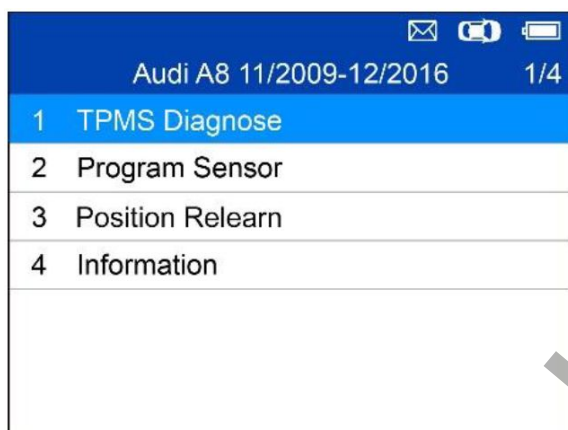 Audi A8 11/2009-12/2016 1/4
1 TPMS Diagnose
2 Program Sensor
3 Position Relearn
4 Information